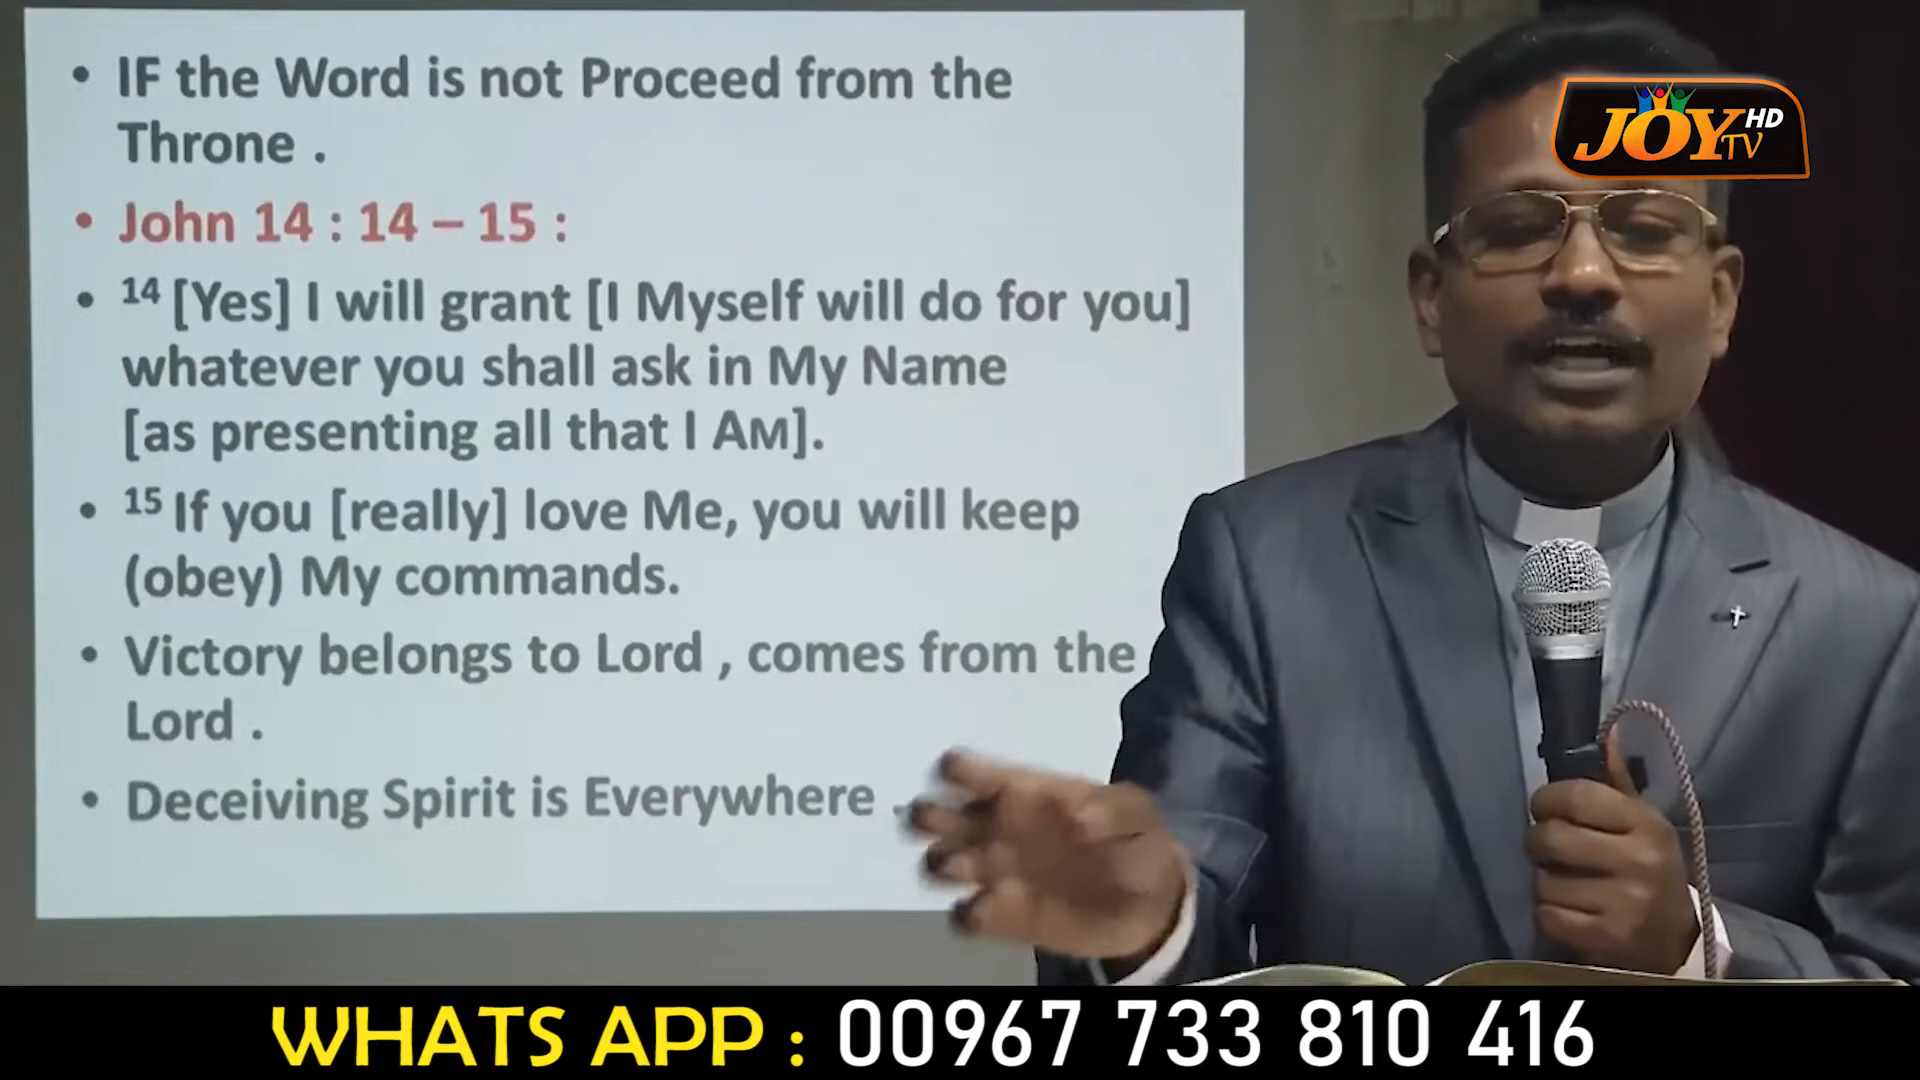 • IF the Word is not Proceed from the
Throne .
• John 14 : 14 – 15 :
• 14 [Yes] I will grant [I Myself will do for you]
whatever you shall ask in My Name
[as presenting all that I AM].
• 15 If you [really] love Me, you will keep
(obey) My commands.
• Victory belongs to Lord , comes from the
Lord .
• Deceiving Spirit is Everywhere .
JOY TV HD
WHATS APP : 00967 733 810 416